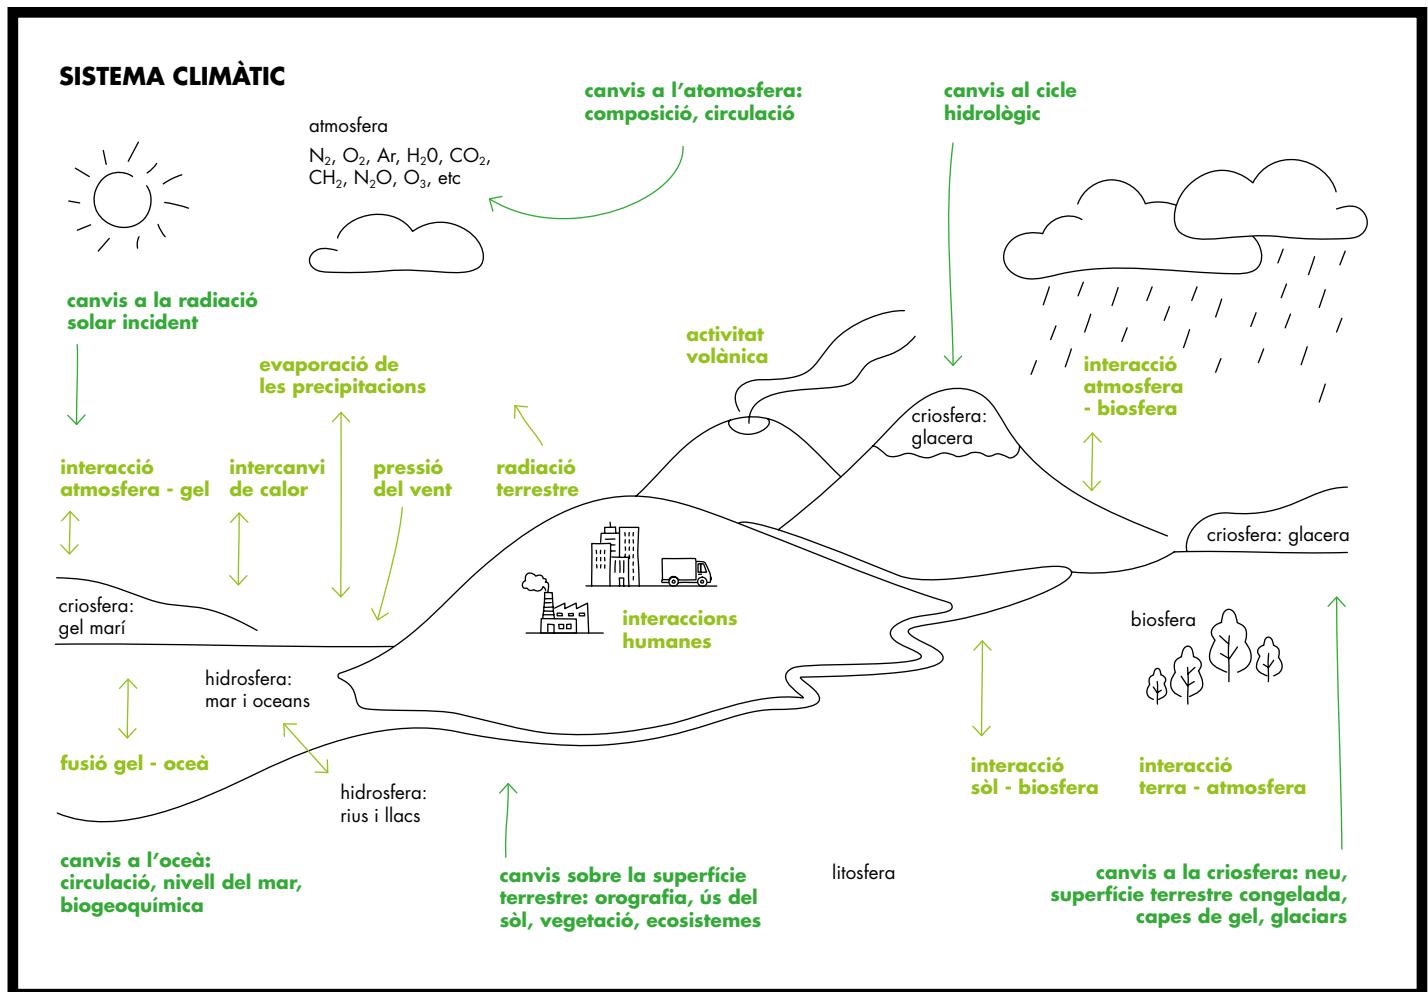 SISTEMA CLIMÀTIC
atmosfera
N₂, O₂, Ar, H₂0, CO₂,
CH₂, N₂O, O₃, etc
canvis a l'atomosfera:
composició, circulació
canvis al cicle
hidrològic
canvis a la radiació
solar incident
evaporació de
les precipitacions
activitat
volànica
interacció
atmosfera
- biosfera
criosfera:
glacera
interacció
atmosfera - gel
intercanvi
de calor
pressió
del vent
radiació
terrestre
criosfera: glacera
criosfera:
gel marí
interaccions
humanes
biosfera
hidrosfera:
mar i oceans
fusió gel - oceà
hidrosfera:
rius i llacs
interacció
sòl - biosfera
interacció
terra - atmosfera
canvis a l'oceà:
circulació, nivell del mar,
biogeoquímica
canvis sobre la superfície
terrestre: orografia, ús del
sòl, vegetació, ecosistemes
litosfera
canvis a la criosfera: neu,
superfície terrestre congelada,
capes de gel, glaciars